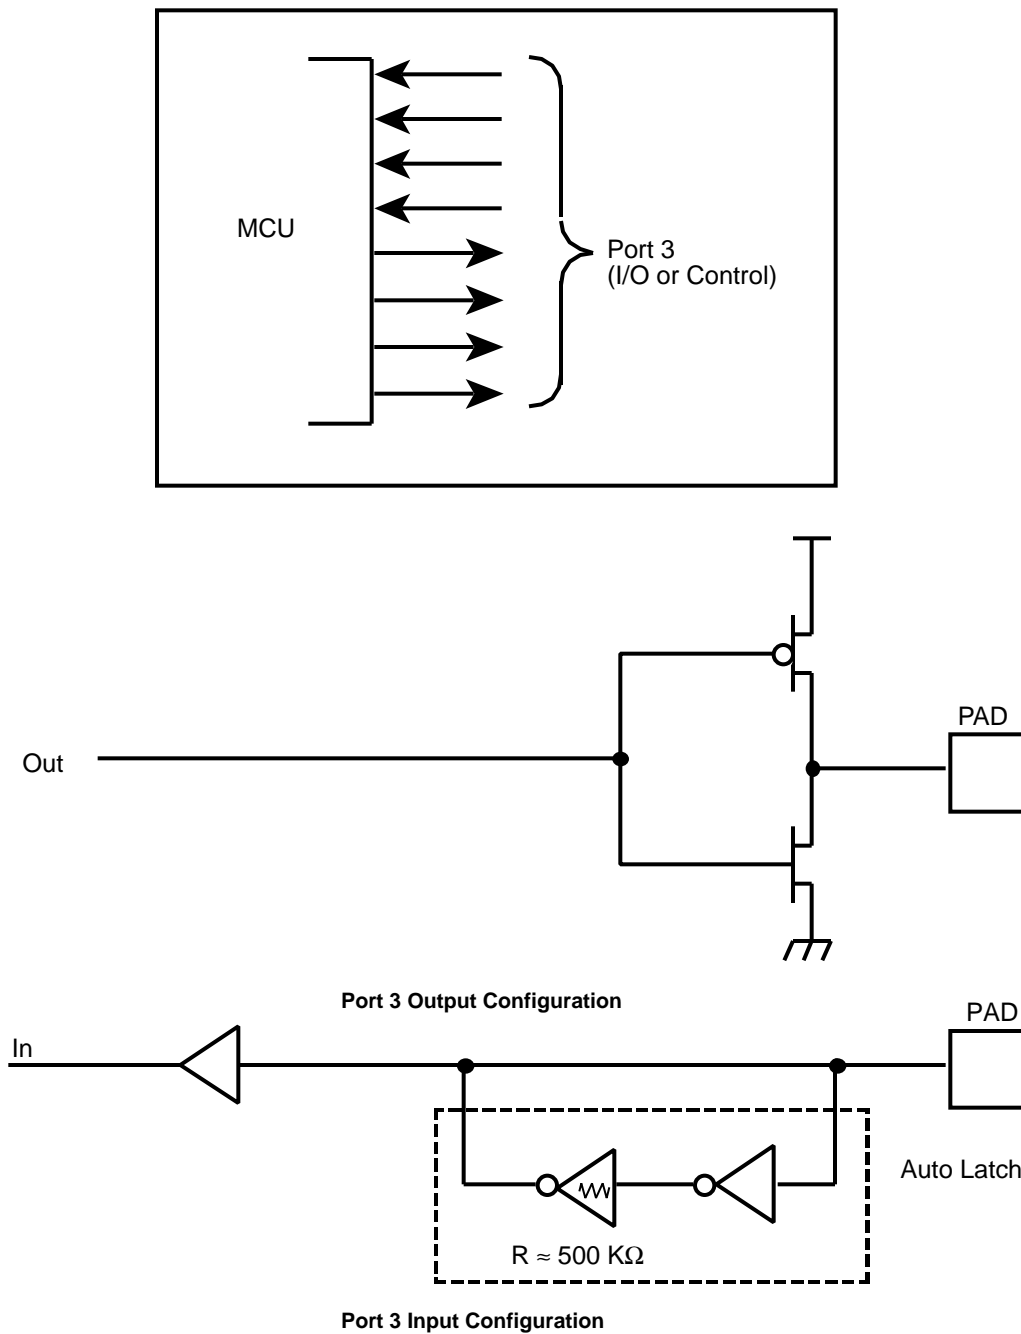 MCU
Port 3
(I/O or Control)
PAD
Out
Port 3 Output Configuration
PAD
In
Auto Latch
R ≈ 500 KΩ
Port 3 Input Configuration